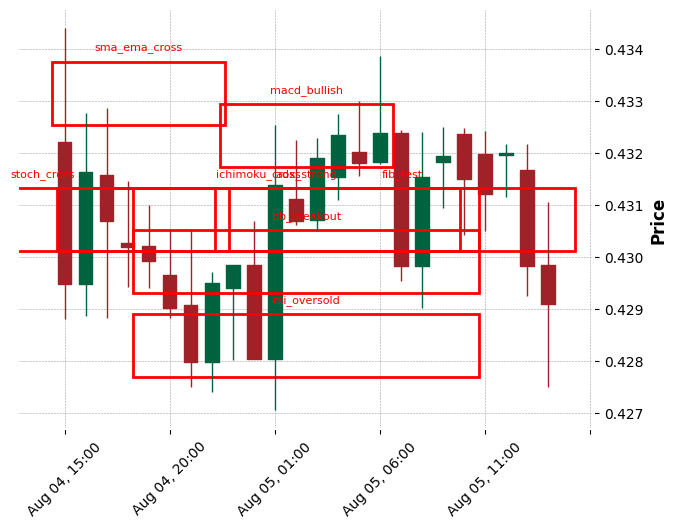 sma_ema_cross
macd_bullish
stoch_cross
ichimoku_cross
adx_strong
fib_test
bb_breakout
rsi_oversold
0.434
0.433
0.432
0.431
0.430
0.429
0.428
0.427
Price
Aug 04, 15:00
Aug 04, 20:00
Aug 05, 01:00
Aug 05, 06:00
Aug 05, 11:00